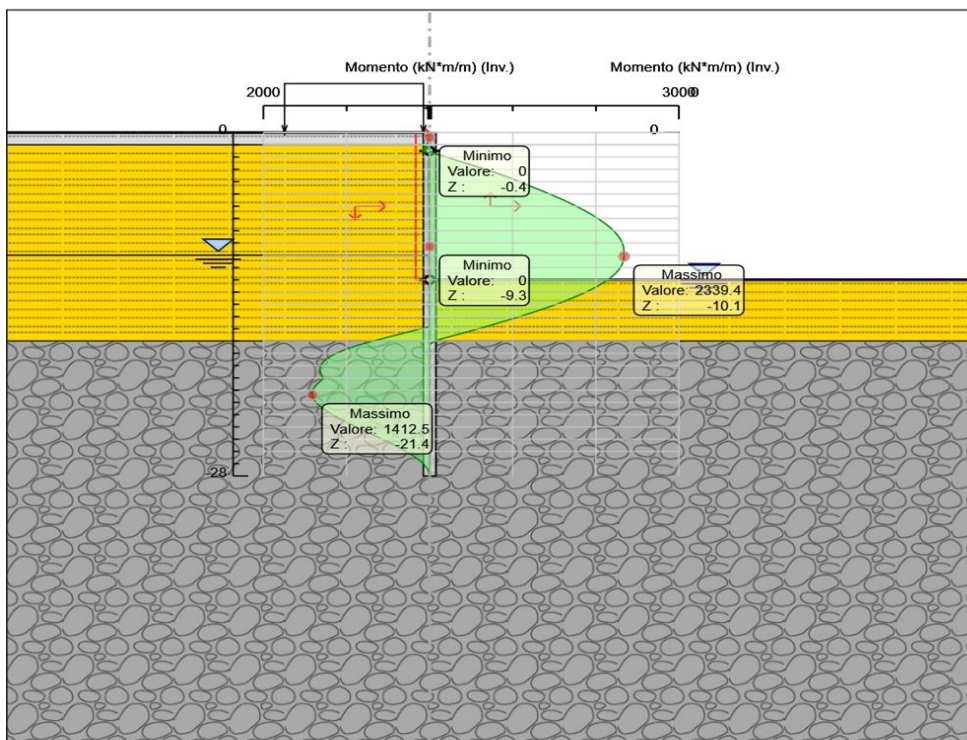 Momento (kN*m/m) (Inv.) Momento (kN*m/m) (Inv.)
2000 0 3000
0 0
Minimo
Valore: 0
Z : -0.4
Minimo
Valore: 0
Z : -9.3
Massimo
Valore: 2339.4
Z : -10.1
Massimo
Valore: 1412.5
Z : -21.4
-28